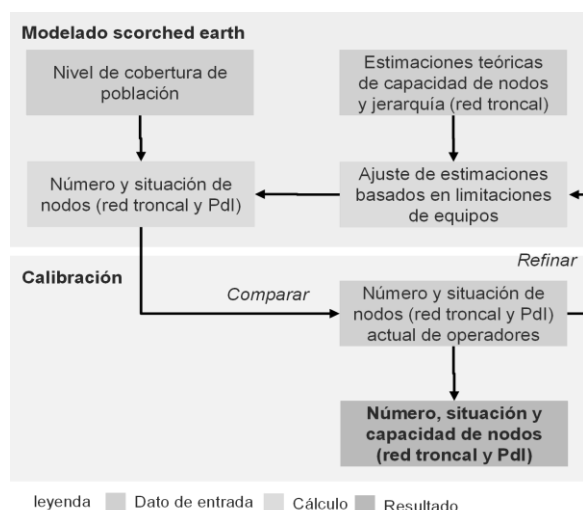 Modelado scorched earth
Nivel de cobertura de
población
Estimaciones teóricas
de capacidad de nodos
y jerarquía (red troncal)
Número y situación de
nodos (red troncal y PdI)
Ajuste de estimaciones
basados en limitaciones
de equipos
Calibración
Refinar
Comparar
Número y situación de
nodos (red troncal y PdI)
actual de operadores
Número, situación y
capacidad de nodos
(red troncal y PdI)
leyenda
Dato de entrada
Cálculo
Resultado